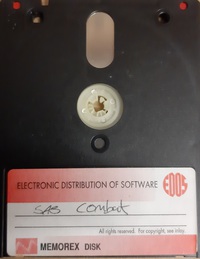 ELECTRONIC DISTRIBUTION OF SOFTWARE EDOS
SAS Combat
All rights reserved. For copyright, see inlay.
MEMOREX DISK